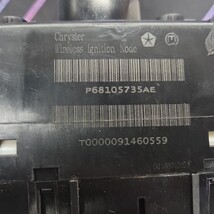 Chrysler
Wireless Ignition Node
P68105735AE
T0000091460559